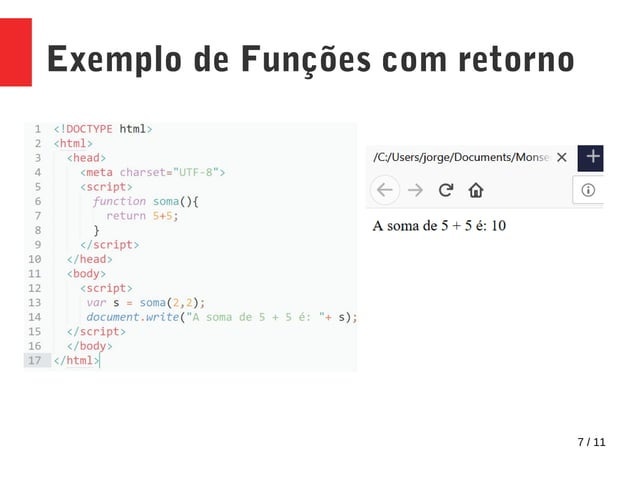 Exemplo de Funções com retorno
1 <!DOCTYPE html>
2 <html>
3 <head>
4 <meta charset="UTF-8">
5 <script>
6 function soma(){
7 return 5+5;
8 }
9 </script>
10 </head>
11 <body>
12 <script>
13 var s = soma(2,2);
14 document.write("A soma de 5 + 5 é: "+ s);
15 </script>
16 </body>
17 </html>
/C:/Users/jorge/Documents/Monse
A soma de 5 + 5 é: 10
7 / 11